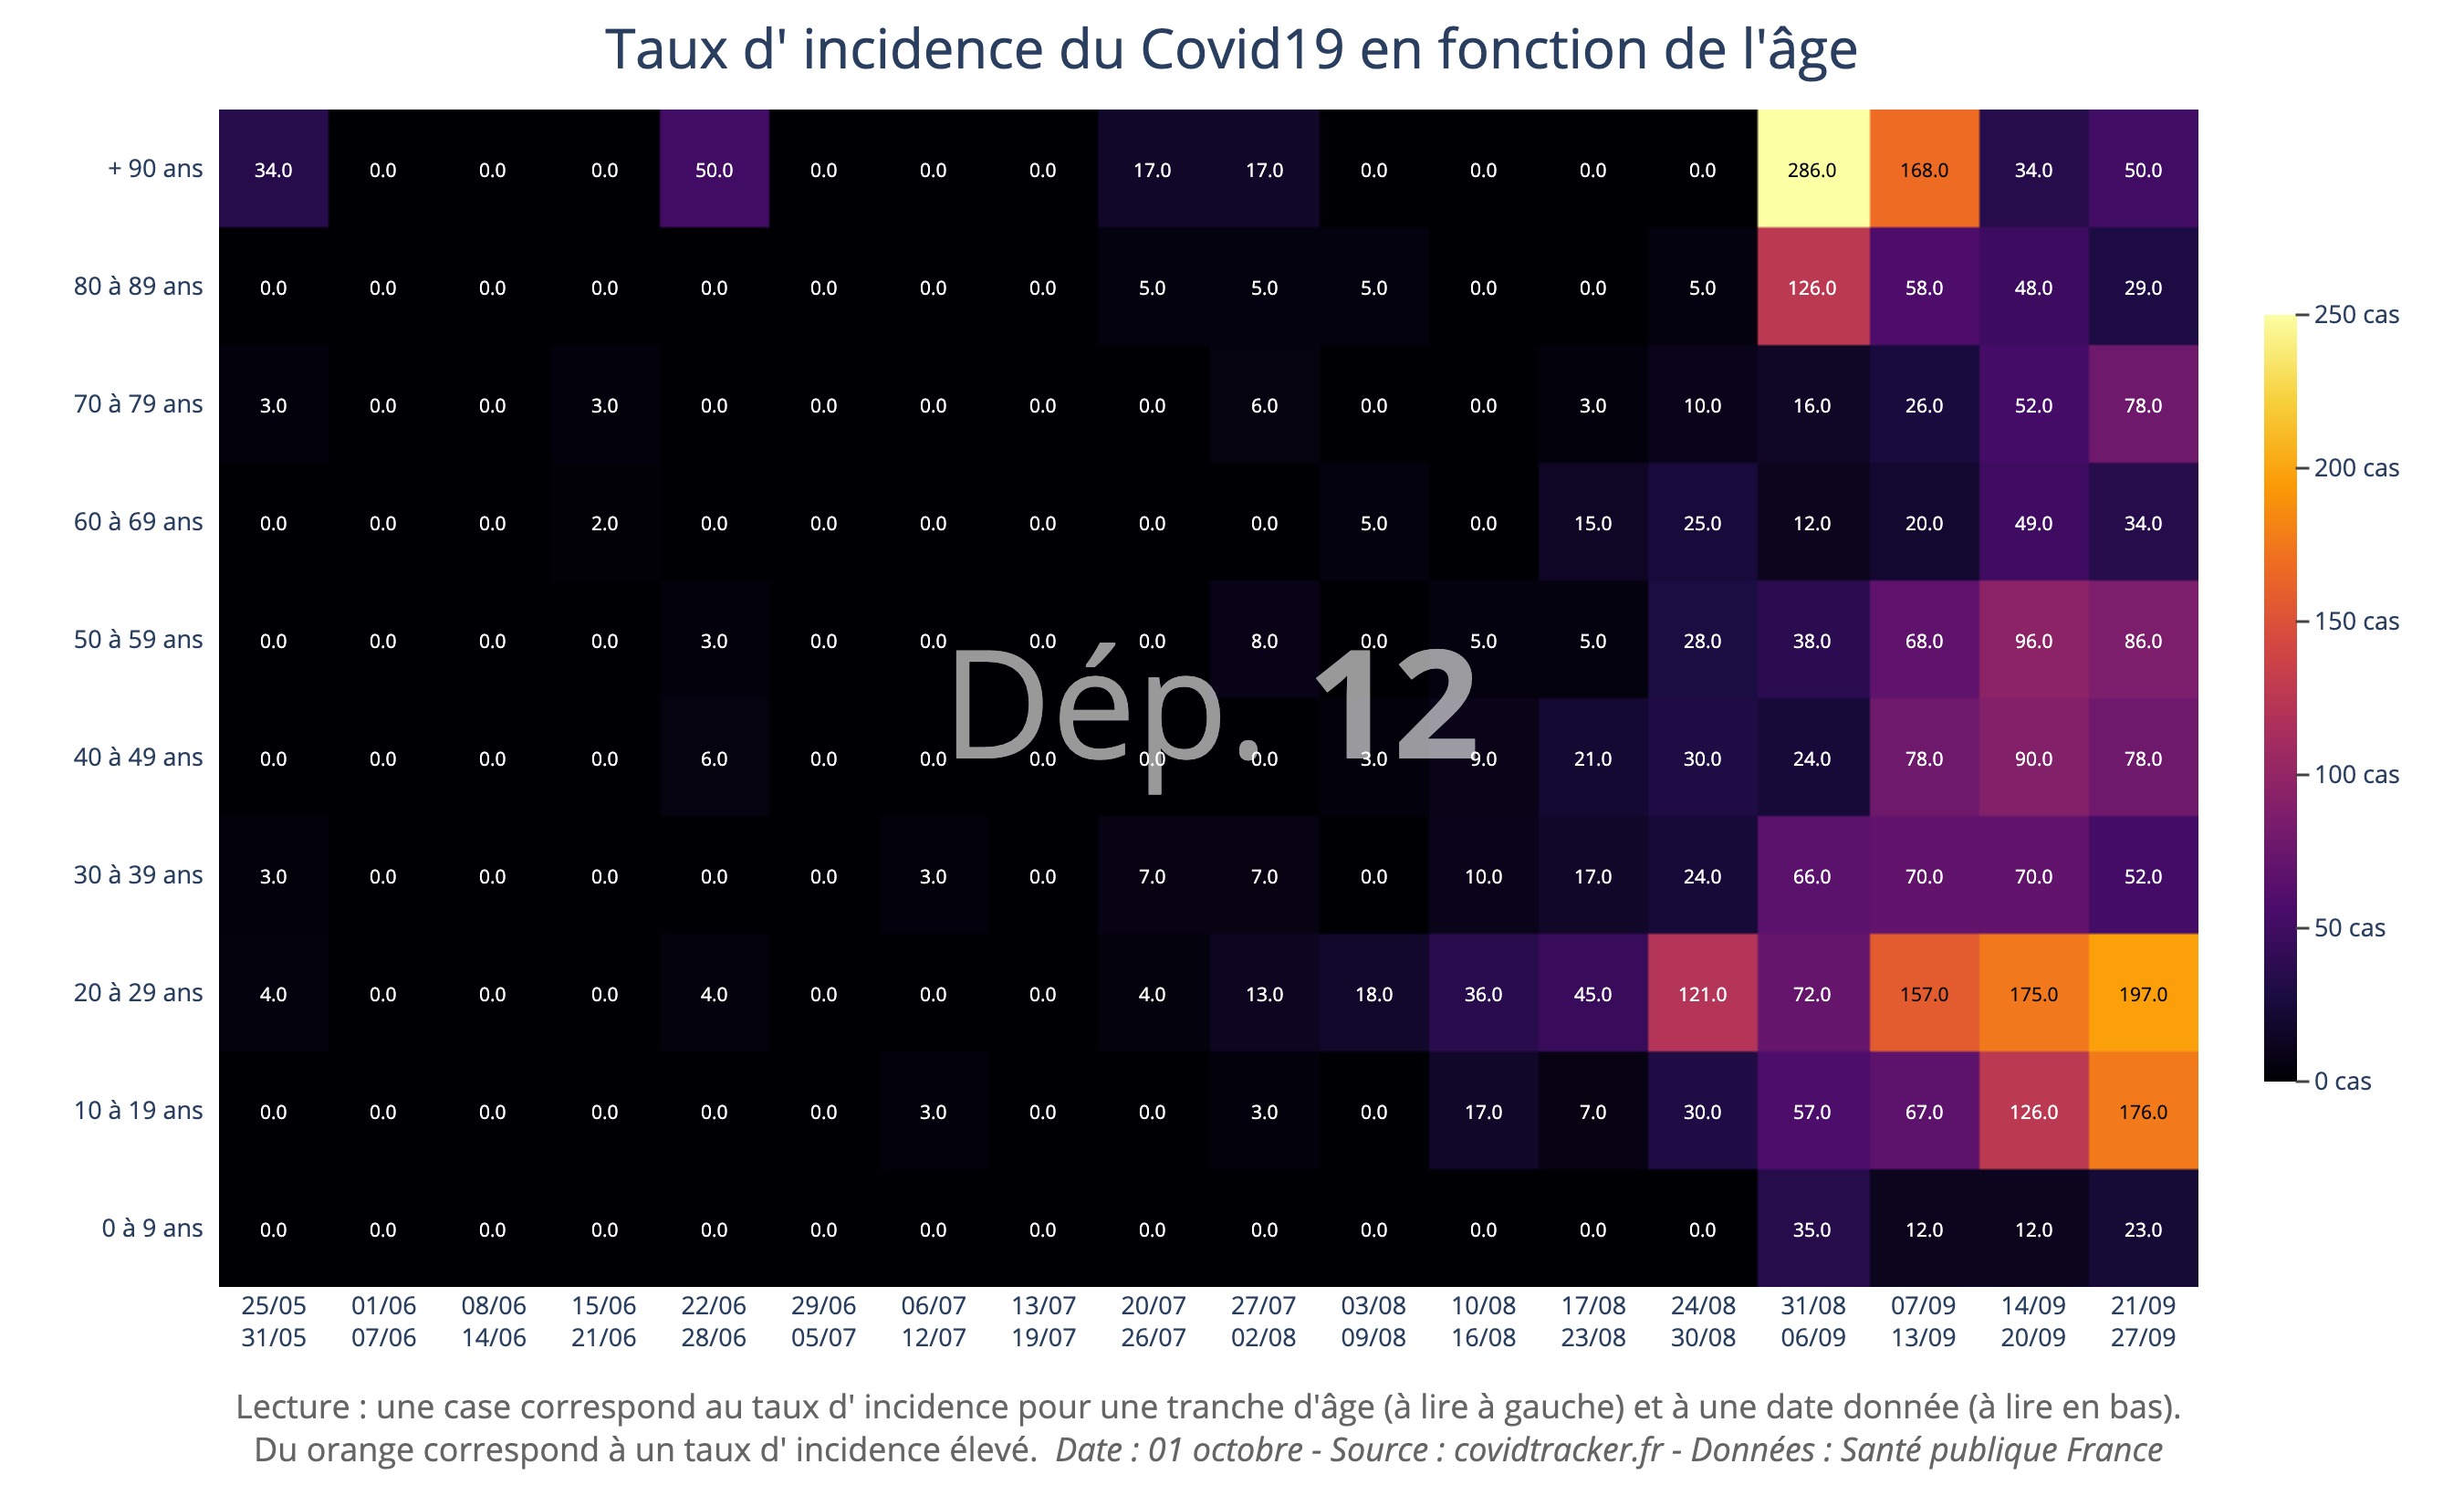 Taux d' incidence du Covid19 en fonction de l'âge
+ 90 ans 34.0 0.0 0.0 0.0 50.0 0.0 0.0 0.0 17.0 17.0 0.0 0.0 0.0 0.0 286.0 168.0 34.0 50.0
80 à 89 ans 0.0 0.0 0.0 0.0 0.0 0.0 0.0 0.0 5.0 5.0 5.0 0.0 0.0 5.0 126.0 58.0 48.0 29.0
250 cas
70 à 79 ans 3.0 0.0 0.0 3.0 0.0 0.0 0.0 0.0 0.0 6.0 0.0 0.0 3.0 10.0 16.0 26.0 52.0 78.0
200 cas
60 à 69 ans 0.0 0.0 0.0 2.0 0.0 0.0 0.0 0.0 0.0 0.0 5.0 0.0 15.0 25.0 12.0 20.0 49.0 34.0
150 cas
50 à 59 ans 0.0 0.0 0.0 0.0 3.0 0.0 0.0 0.0 0.0 8.0 0.0 5.0 5.0 28.0 38.0 68.0 96.0 86.0
Dép. 12
40 à 49 ans 0.0 0.0 0.0 0.0 6.0 0.0 0.0 0.0 0.0 0.0 3.0 9.0 21.0 30.0 24.0 78.0 90.0 78.0
100 cas
30 à 39 ans 3.0 0.0 0.0 0.0 0.0 0.0 3.0 0.0 7.0 7.0 0.0 10.0 17.0 24.0 66.0 70.0 70.0 52.0
50 cas
20 à 29 ans 4.0 0.0 0.0 0.0 4.0 0.0 0.0 0.0 4.0 13.0 18.0 36.0 45.0 121.0 72.0 157.0 175.0 197.0
0 cas
10 à 19 ans 0.0 0.0 0.0 0.0 0.0 0.0 3.0 0.0 0.0 3.0 0.0 17.0 7.0 30.0 57.0 67.0 126.0 176.0
0 à 9 ans 0.0 0.0 0.0 0.0 0.0 0.0 0.0 0.0 0.0 0.0 0.0 0.0 0.0 0.0 35.0 12.0 12.0 23.0
25/05 01/06 08/06 15/06 22/06 29/06 06/07 13/07 20/07 27/07 03/08 10/08 17/08 24/08 31/08 07/09 14/09 21/09
31/05 07/06 14/06 21/06 28/06 05/07 12/07 19/07 26/07 02/08 09/08 16/08 23/08 30/08 06/09 13/09 20/09 27/09
Lecture : une case correspond au taux d' incidence pour une tranche d'âge (à lire à gauche) et à une date donnée (à lire en bas).
Du orange correspond à un taux d' incidence élevé. Date : 01 octobre - Source : covidtracker.fr - Données : Santé publique France